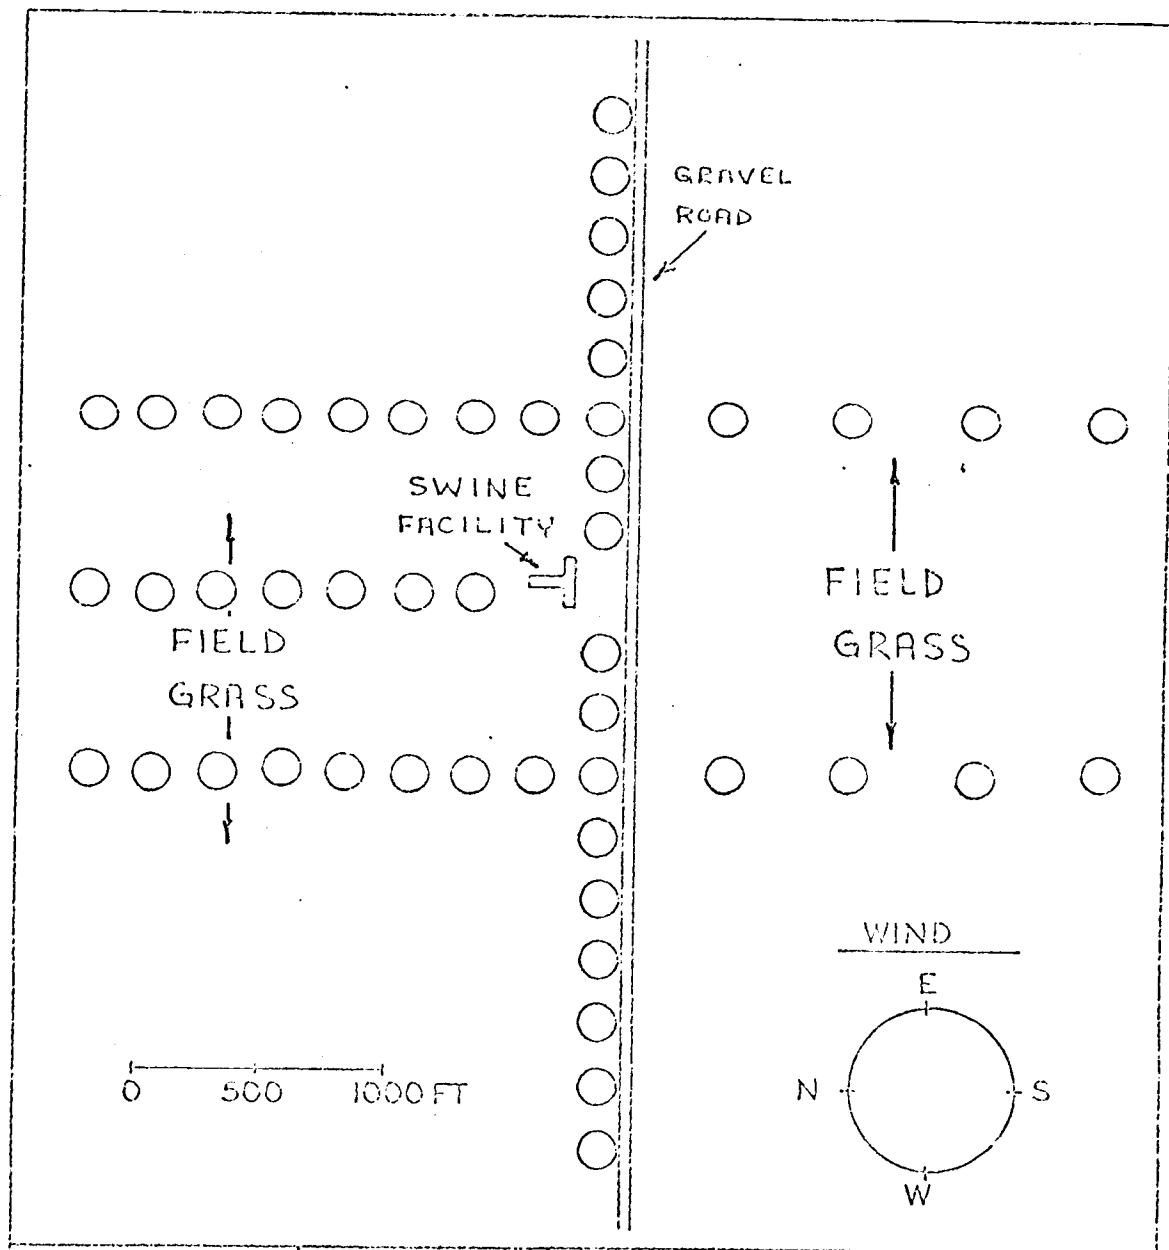 GRAVEL
ROAD
SWINE
FACILITY
FIELD
GRASS
FIELD
GRASS
WIND
E
N S
W
0 500 1000 FT